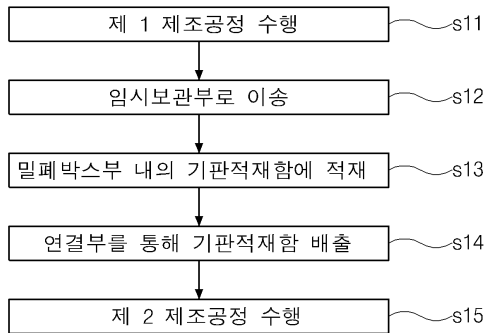 제 1 제조공정 수행 s11
임시보관부로 이송 s12
밀폐박스부 내의 기판적재함에 적재 s13
연결부를 통해 기판적재함 배출 s14
제 2 제조공정 수행 s15